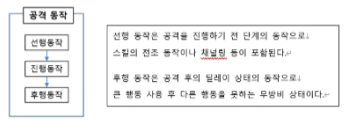 공격 동작
선행동작
진행동작
후행동작
선행 동작은 공격을 진행하기 전 단계의 동작으로↓
스킬의 전조 동작이나 채널링 등이 포함된다.↵
후행 동작은 공격 후의 딜레이 상태의 동작으로↓
큰 행동 사용 후 다른 행동을 못하는 무방비 상태이다.↵